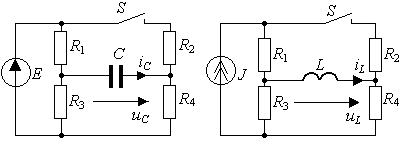 S S
R1 C iC R2 R1 L iL R2
E J
R3 uC R4 R3 uL R4